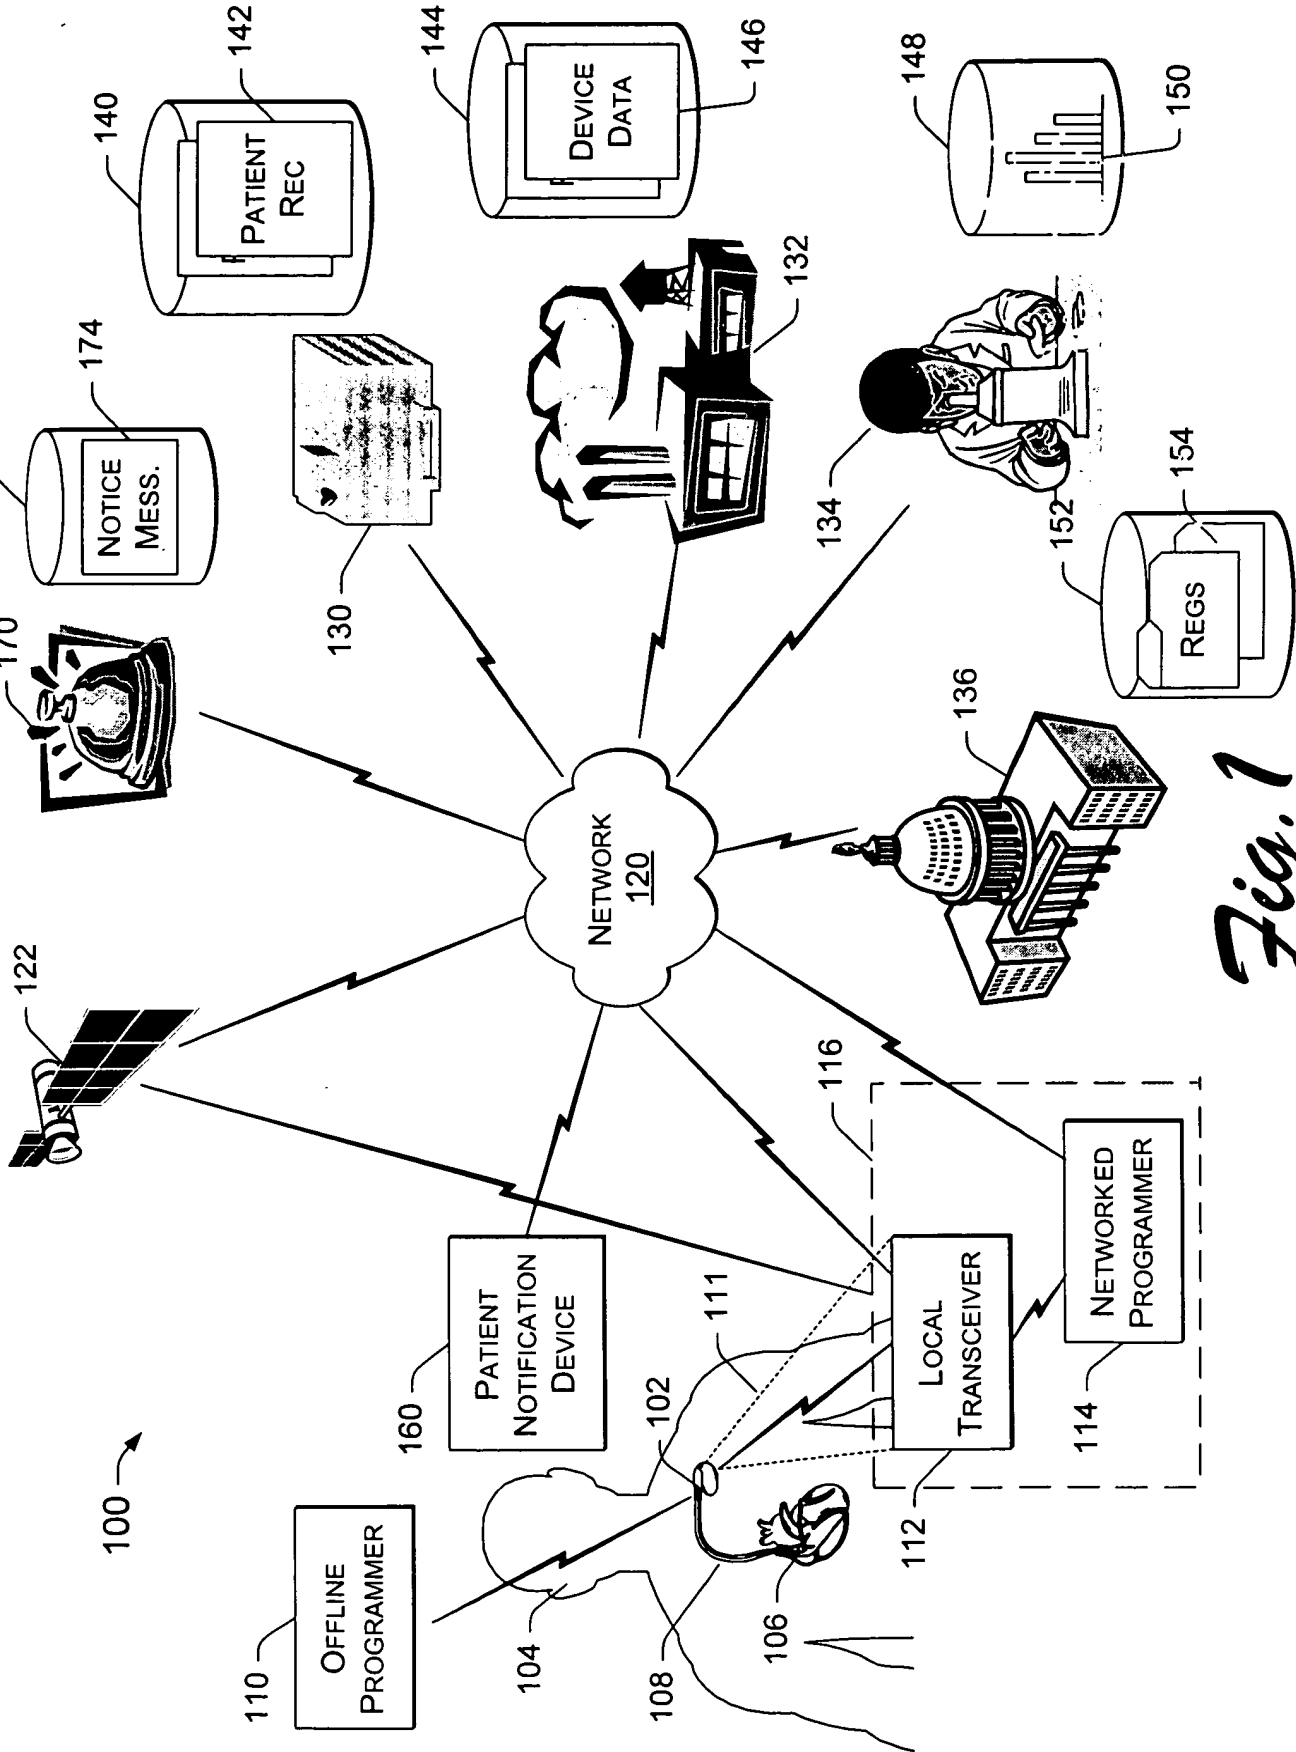 100
110
OFFLINE
PROGRAMMER
104
108
106
102
111
160
PATIENT
NOTIFICATION
DEVICE
112
LOCAL
TRANSCEIVER
114
NETWORKED
PROGRAMMER
116
122
NETWORK
120
170
NOTICE
MESS.
174
130
140
PATIENT
REC
142
132
144
DEVICE
DATA
146
134
148
150
136
152
REGS
154
Fig. 1